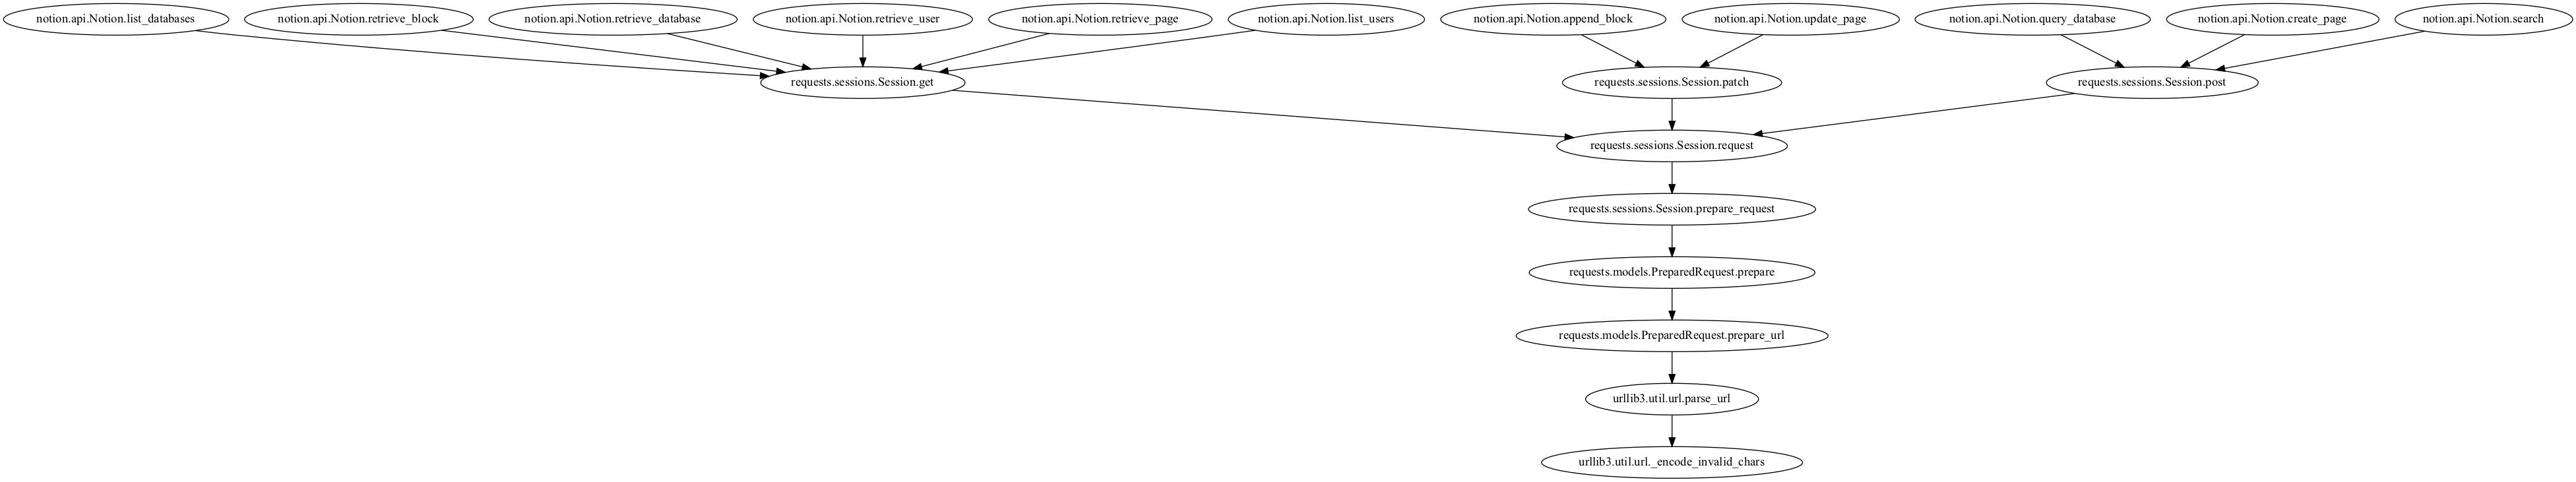 notion.api.Notion.list_databases
notion.api.Notion.retrieve_block
notion.api.Notion.retrieve_database
notion.api.Notion.retrieve_user
notion.api.Notion.retrieve_page
notion.api.Notion.list_users
notion.api.Notion.append_block
notion.api.Notion.update_page
notion.api.Notion.query_database
notion.api.Notion.create_page
notion.api.Notion.search
requests.sessions.Session.get
requests.sessions.Session.patch
requests.sessions.Session.post
requests.sessions.Session.request
requests.sessions.Session.prepare_request
requests.models.PreparedRequest.prepare
requests.models.PreparedRequest.prepare_url
urllib3.util.url.parse_url
urllib3.util.url._encode_invalid_chars